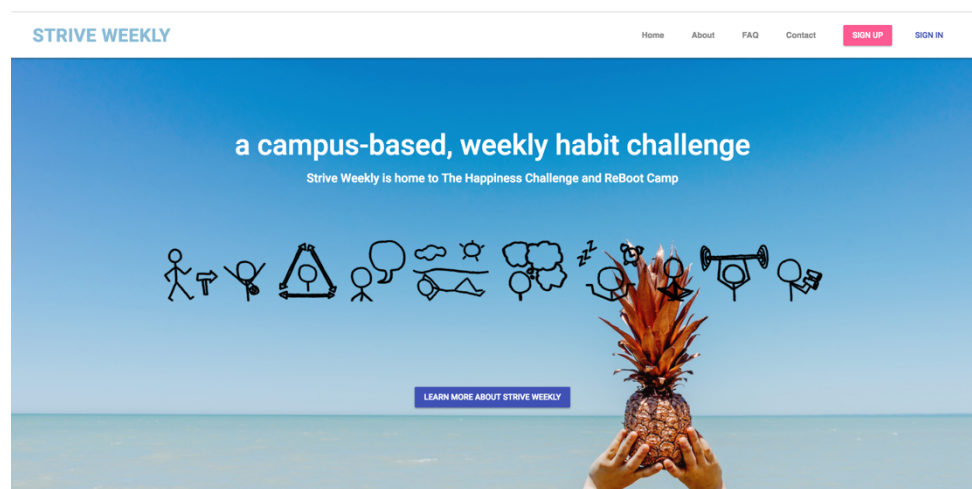 STRIVE WEEKLY
Home About FAQ Contact SIGN UP SIGN IN
a campus-based, weekly habit challenge
Strive Weekly is home to The Happiness Challenge and ReBoot Camp
z z z
LEARN MORE ABOUT STRIVE WEEKLY